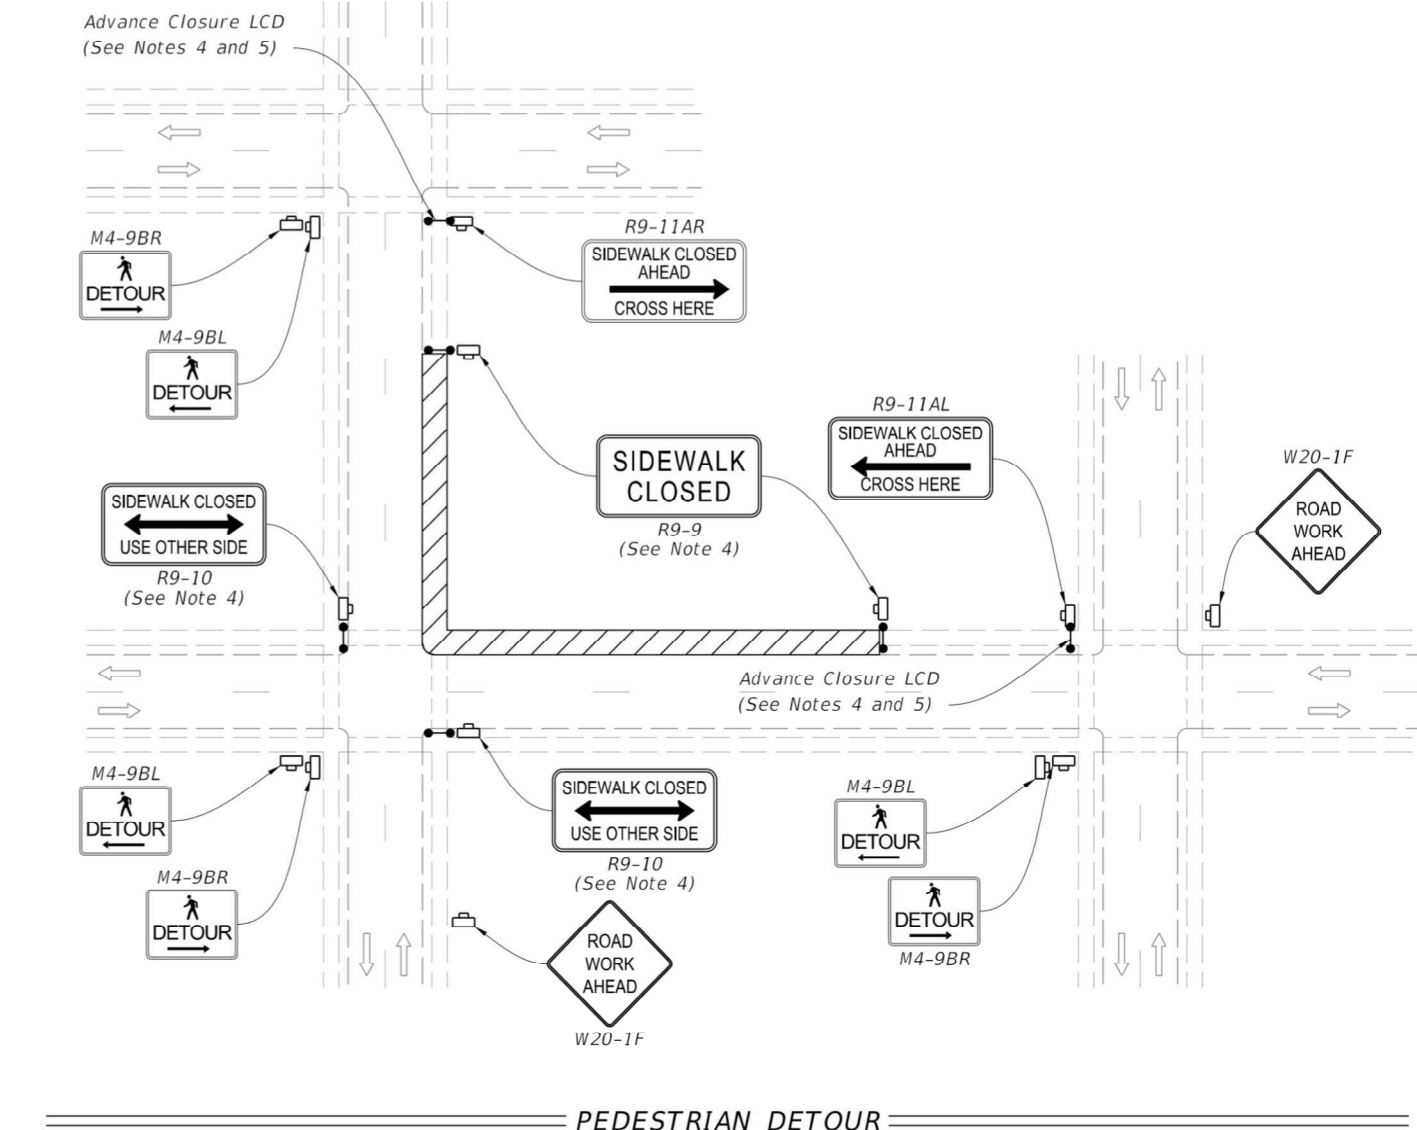 Advance Closure LCD
(See Notes 4 and 5)
M4-9BR
DETOUR
M4-9BL
DETOUR
R9-11AR
SIDEWALK CLOSED
AHEAD
CROSS HERE
R9-11AL
SIDEWALK CLOSED
AHEAD
CROSS HERE
SIDEWALK
CLOSED
R9-9
(See Note 4)
W20-1F
ROAD
WORK
AHEAD
SIDEWALK CLOSED
USE OTHER SIDE
R9-10
(See Note 4)
Advance Closure LCD
(See Notes 4 and 5)
M4-9BL
DETOUR
M4-9BR
DETOUR
SIDEWALK CLOSED
USE OTHER SIDE
R9-10
(See Note 4)
M4-9BL
DETOUR
DETOUR
M4-9BR
ROAD
WORK
AHEAD
W20-1F
PEDESTRIAN DETOUR